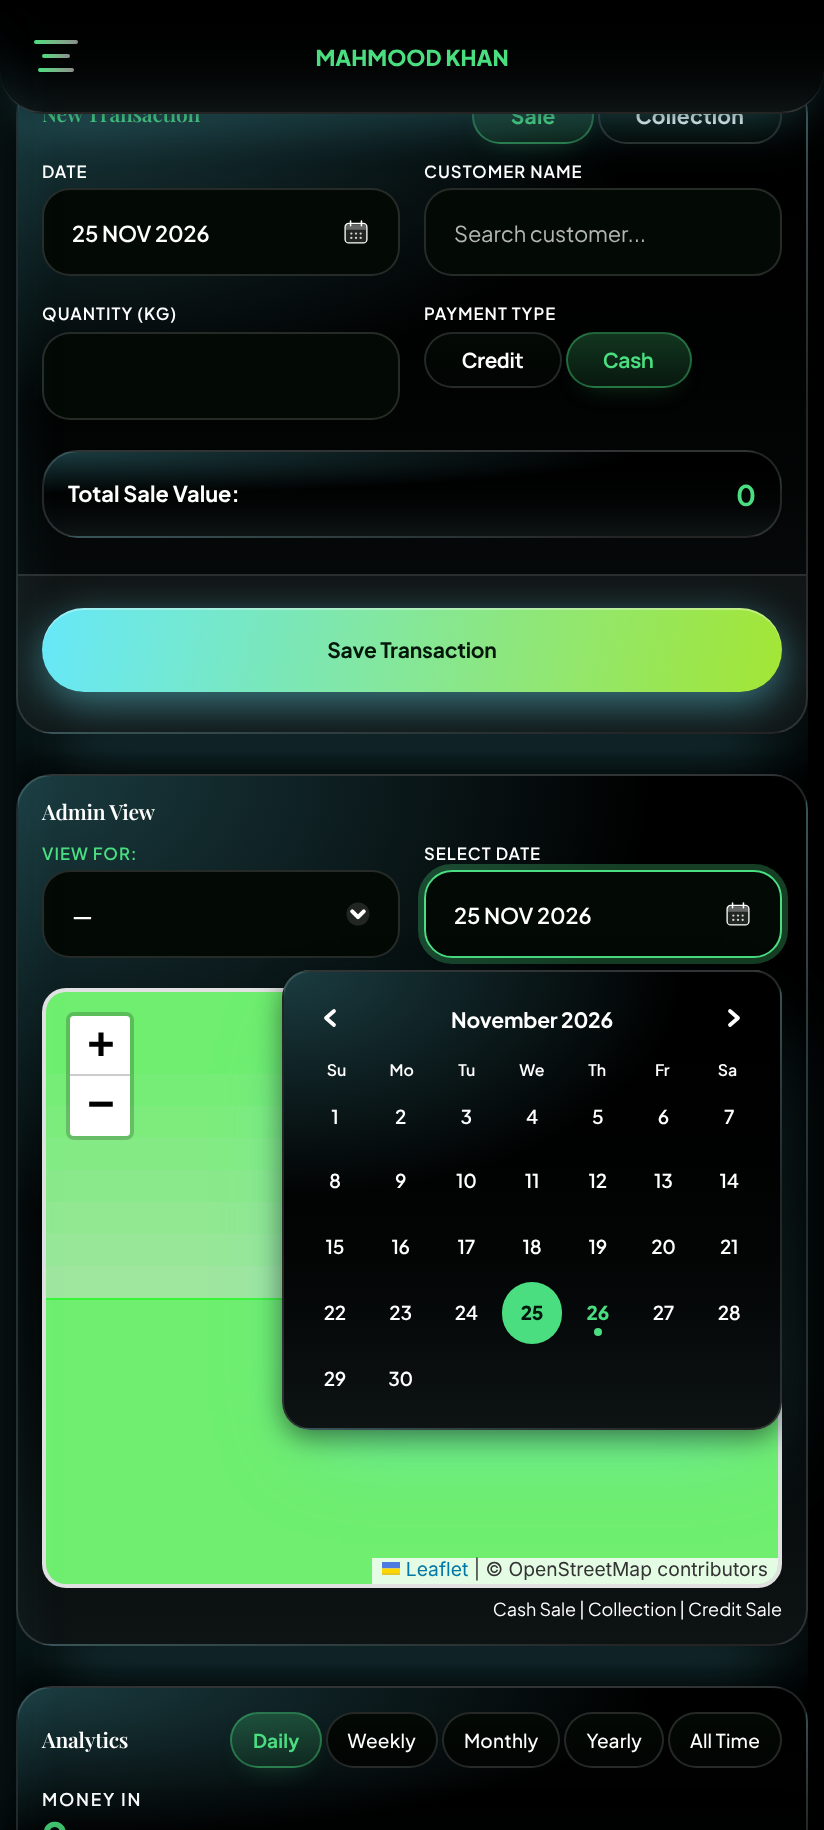 MAHMOOD KHAN
New Transaction
Sale Collection
DATE
CUSTOMER NAME
25 NOV 2026
Search customer...
QUANTITY (KG)
PAYMENT TYPE
Credit Cash
Total Sale Value:
0
Save Transaction
Admin View
VIEW FOR:
SELECT DATE
—
25 NOV 2026
+
−
November 2026
Su Mo Tu We Th Fr Sa
1 2 3 4 5 6 7
8 9 10 11 12 13 14
15 16 17 18 19 20 21
22 23 24 25 26 27 28
29 30
Leaflet | © OpenStreetMap contributors
Cash Sale | Collection | Credit Sale
Analytics
Daily Weekly Monthly Yearly All Time
MONEY IN